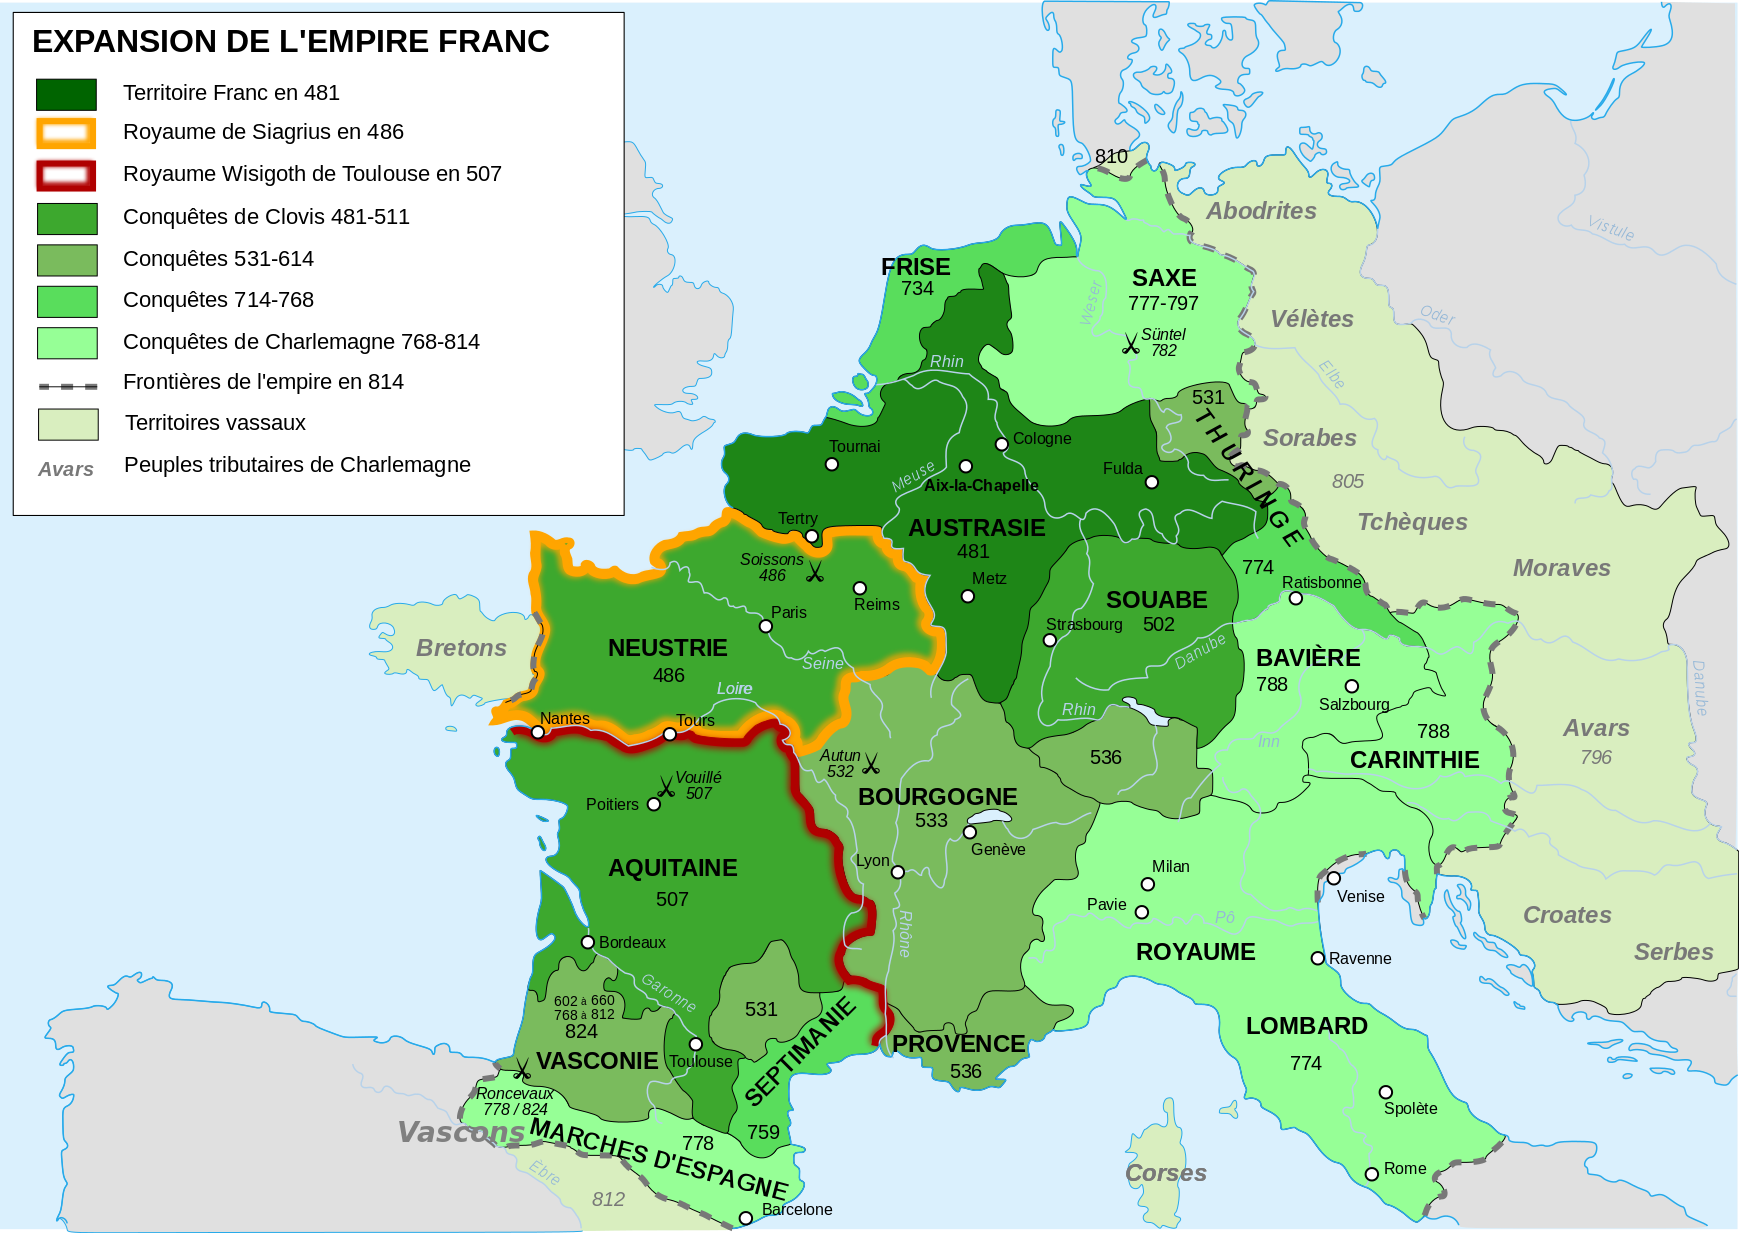 EXPANSION DE L'EMPIRE FRANC
Territoire Franc en 481
Royaume de Siagrius en 486
Royaume Wisigoth de Toulouse en 507
Conquêtes de Clovis 481-511
Conquêtes 531-614
Conquêtes 714-768
Conquêtes de Charlemagne 768-814
Frontières de l'empire en 814
Territoires vassaux
Avars
Peuples tributaires de Charlemagne
810
Abodrites
Vistule
FRISE
734
SAXE
777-797
Weser
Süntel
782
Vélètes
Oder
Elbe
Rhin
531
THURINGE
Sorabes
805
Tchèques
Moraves
Tournai
Cologne
Meuse
Aix-la-Chapelle
Fulda
AUSTRASIE
481
Tertry
Soissons
486
Reims
Metz
Paris
NEUSTRIE
486
Seine
Loire
Bretons
Nantes
Tours
SOUABE
502
Strasbourg
Danube
Rhin
774
Ratisbonne
BAVIÈRE
788
Salzbourg
Inn
788
CARINTHIE
Danube
Avars
796
536
Autun
532
BOURGOGNE
533
Genève
Lyon
Rhône
Vouillé
507
Poitiers
AQUITAINE
507
Bordeaux
Garonne
Milan
Pavie
Pô
Venise
Croates
Serbes
ROYAUME
Ravenne
LOMBARD
774
602 à 660
768 à 812
824
VASCONIE
531
Toulouse
SEPTIMANIE
759
PROVENCE
536
Roncevaux
778 / 824
Vascons
MARCHES D'ESPAGNE
778
Èbre
812
Barcelone
Corses
Spolète
Rome